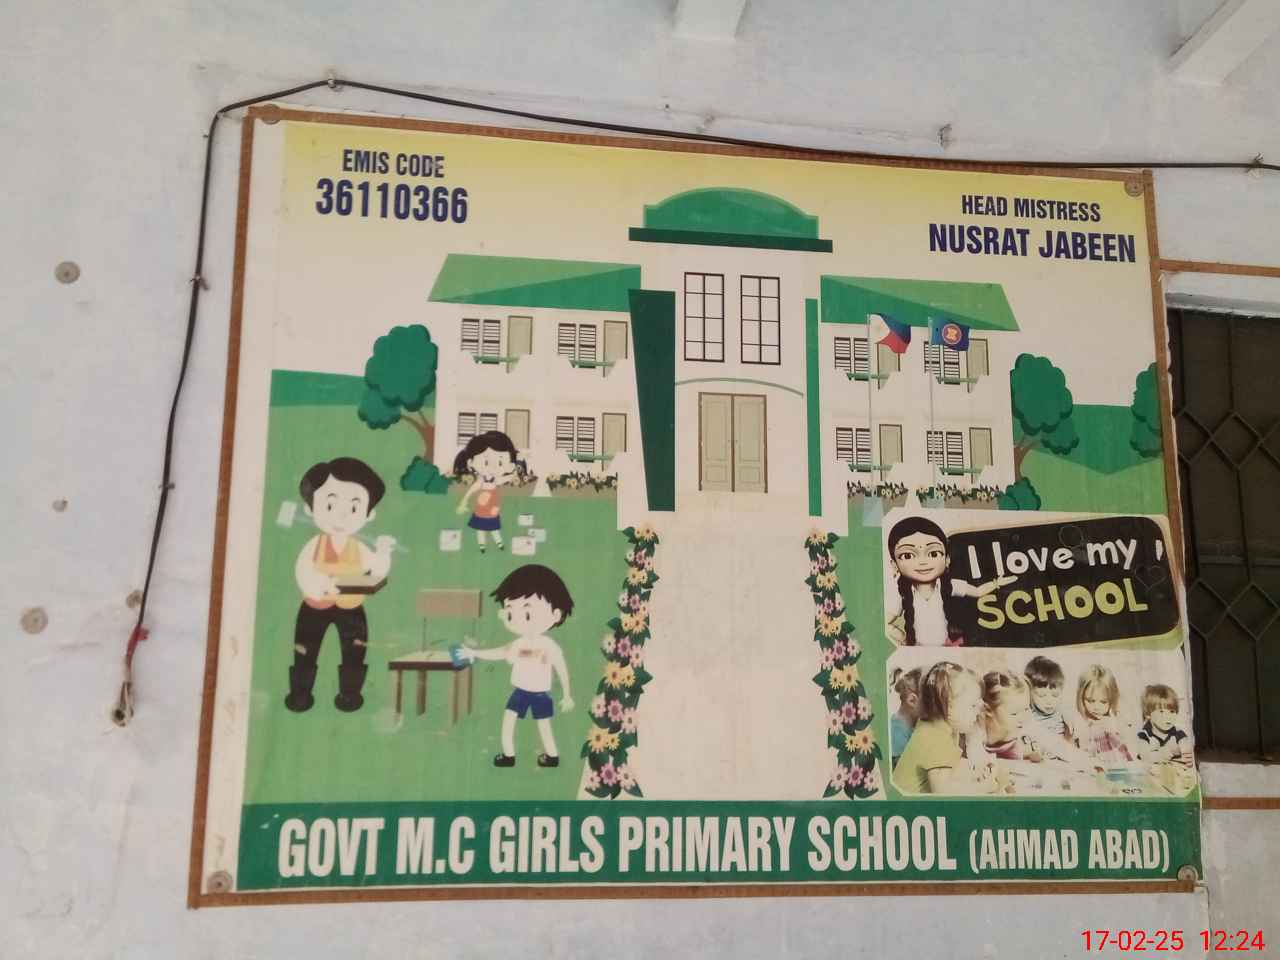 EMIS CODE
36110366
HEAD MISTRESS
NUSRAT JABEEN
I love my
SCHOOL
GOVT M.C GIRLS PRIMARY SCHOOL (AHMAD ABAD)
17-02-25 12:24